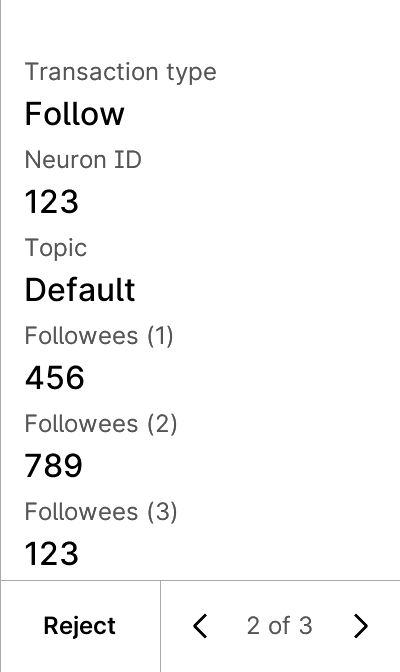 Transaction type
Follow
Neuron ID
123
Topic
Default
Followees (1)
456
Followees (2)
789
Followees (3)
123
Reject
2 of 3